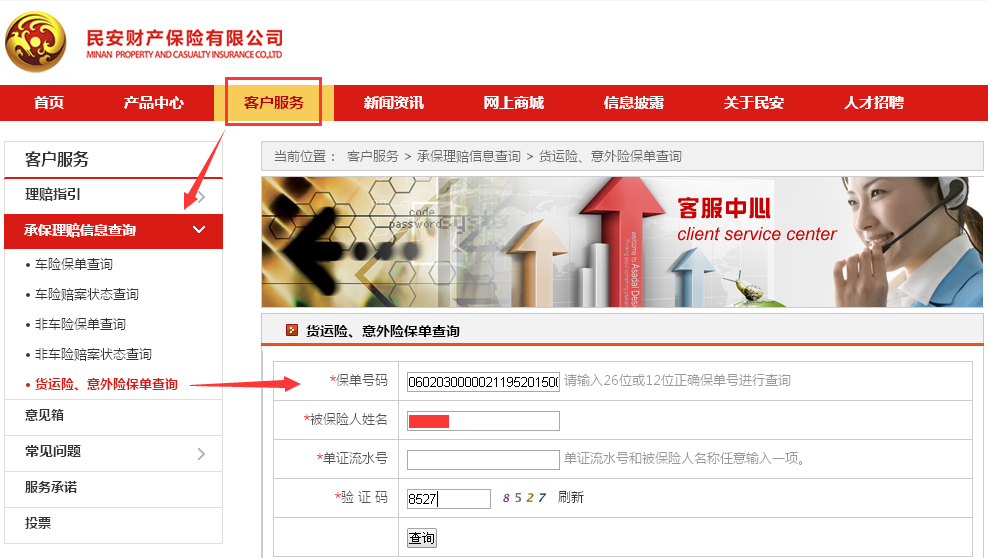 民安财产保险有限公司
MINAN PROPERTY AND CASUALTY INSURANCE CO.,LTD
首页 产品中心 客户服务 新闻资讯 网上商城 信息披露 关于民安 人才招聘
客户服务
理赔指引
承保理赔信息查询
• 车险保单查询
• 车险赔案状态查询
• 非车险保单查询
• 非车险赔案状态查询
• 货运险、意外险保单查询
意见箱
常见问题
服务承诺
投票
当前位置： 客户服务 > 承保理赔信息查询 > 货运险、意外险保单查询
code
password
客服中心
client service center
welcome to Asadal Des
货运险、意外险保单查询
*保单号码 060203000002119520150 请输入26位或12位正确保单号进行查询
*被保险人姓名
*单证流水号 单证流水号和被保险人名称任意输入一项。
*验 证 码 8527 8 5 2 7 刷新
查询